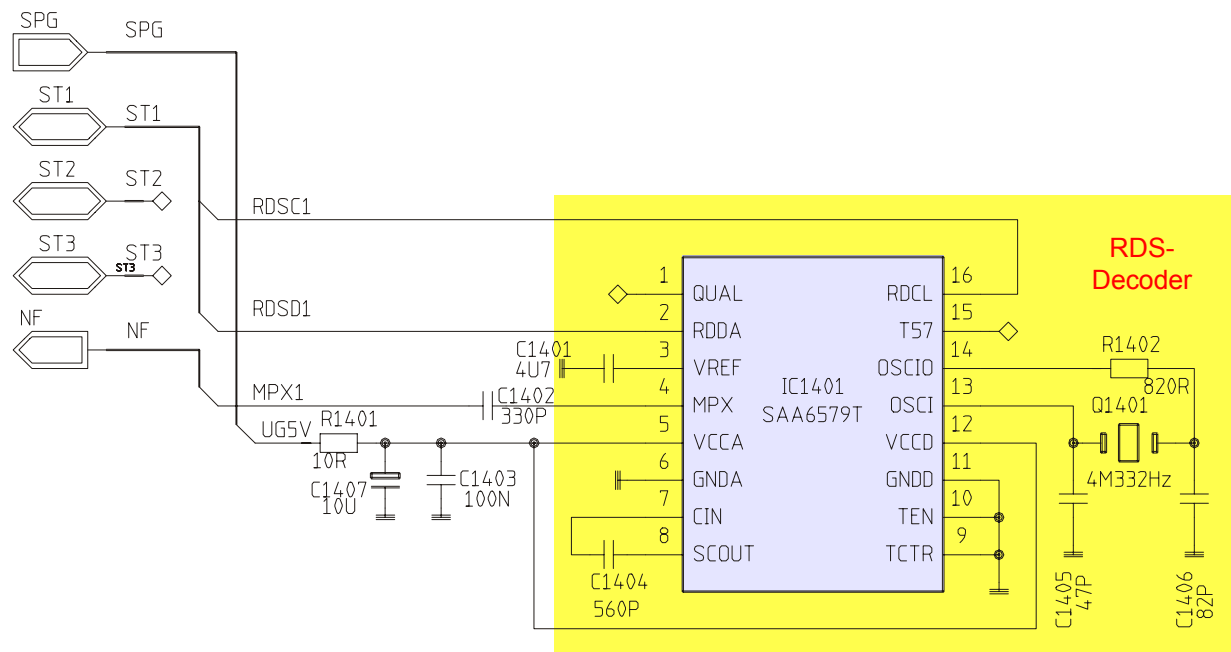 SPG
SPG
ST1
ST1
ST2
ST2
ST3
ST3
ST3
NF
NF
RDSC1
RDSD1
MPX1
UG5V
R1401
10R
C1407
10U
C1403
100N
C1401
4U7
C1402
330P
C1404
560P
1 QUAL
2 RDDA
3 VREF
4 MPX
5 VCCA
6 GNDA
7 CIN
8 SCOUT
IC1401
SAA6579T
RDCL 16
T57 15
OSCIO 14
OSCI 13
VCCD 12
GNDD 11
TEN 10
TCTR 9
RDS-
Decoder
R1402
820R
Q1401
4M332Hz
C1405
47P
C1406
82P